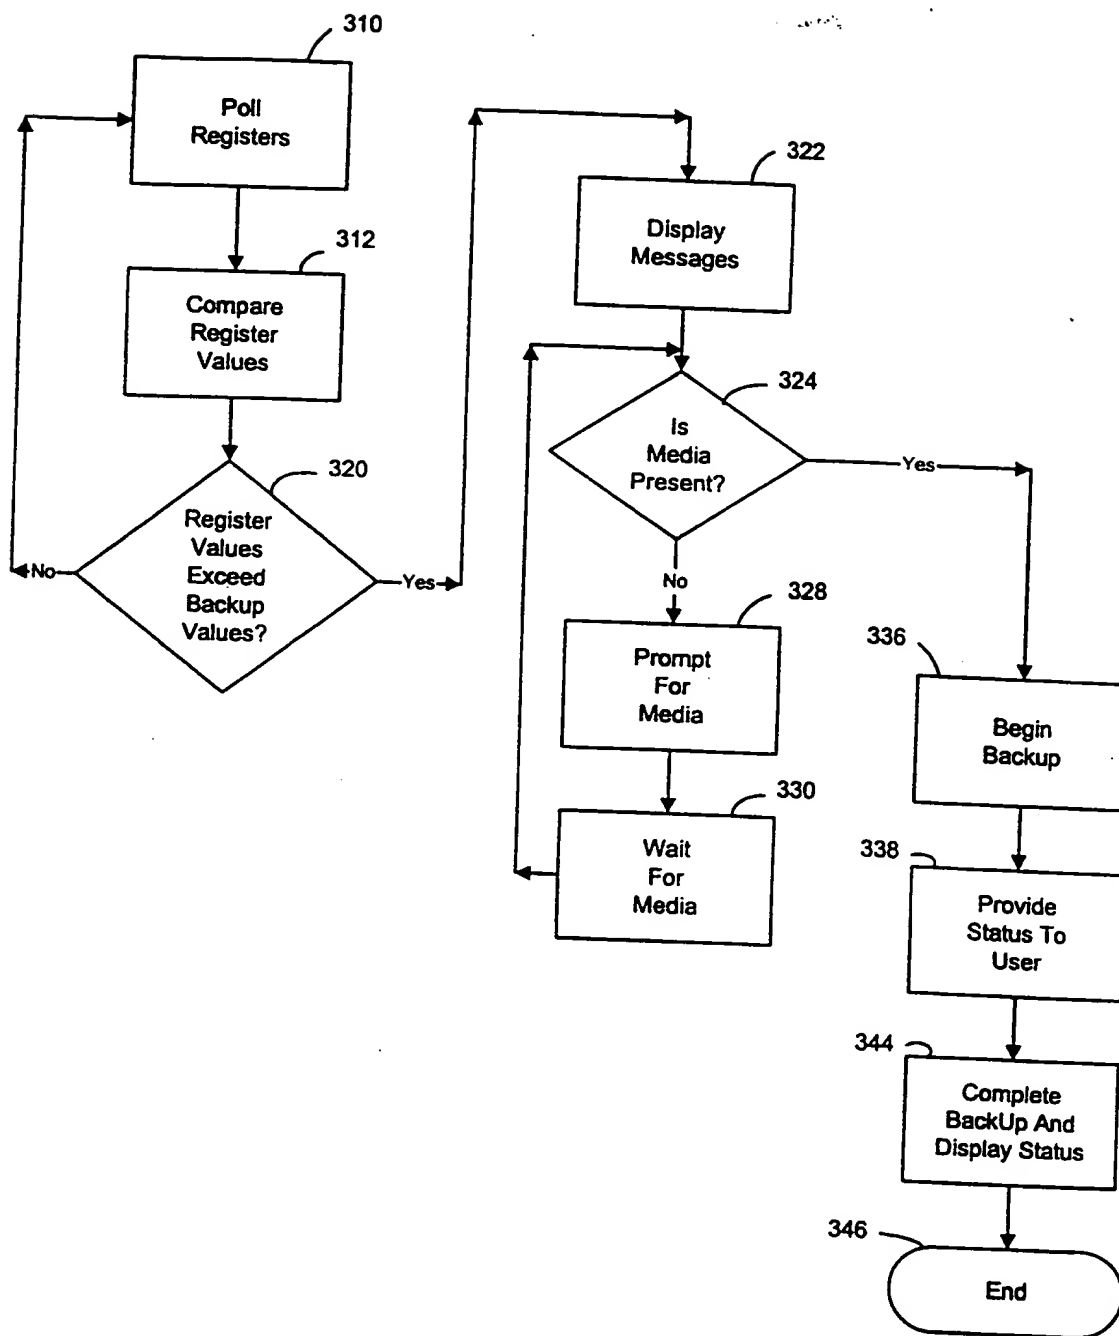 310
Poll
Registers
312
Compare
Register
Values
320
Register
Values
Exceed
Backup
Values?
No
Yes
322
Display
Messages
324
Is
Media
Present?
Yes
No
328
Prompt
For
Media
330
Wait
For
Media
336
Begin
Backup
338
Provide
Status To
User
344
Complete
BackUp And
Display Status
346
End